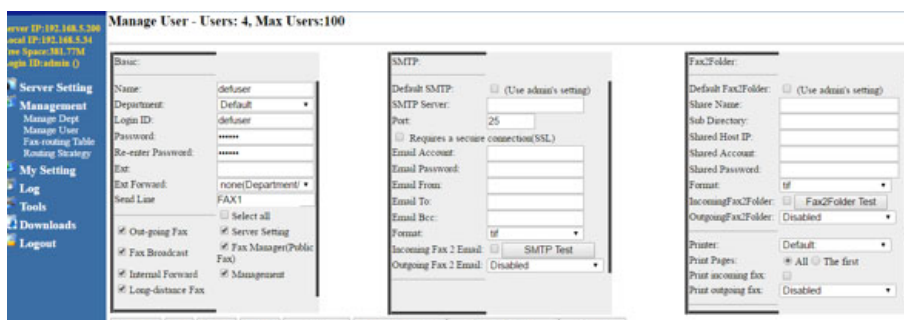 Manage User - Users: 4, Max Users:100
erver IP:192.168.5.200
ocal IP:192.168.5.34
ee Space:381.77M
ogin ID:admin ()
Server Setting
Management
Manage Dept
Manage User
Fax-routing Table
Routing Strategy
My Setting
Log
Tools
Downloads
Logout
Basic:
Name: defuser
Department: Default
Login ID: defuser
Password: ••••••
Re-enter Password: ••••••
Ext:
Ext Forward: none(Department/
Send Line FAX1
Select all
Out-going Fax Server Setting
Fax Broadcast Fax Manager(Public Fax)
Internal Forward Management
Long-distance Fax
SMTP:
Default SMTP: (Use admin's setting)
SMTP Server:
Port: 25
Requires a secure connection(SSL)
Email Account:
Email Password:
Email From:
Email To:
Email Bcc:
Format: tif
Incoming Fax 2 Email: SMTP Test
Outgoing Fax 2 Email: Disabled
Fax2Folder:
Default Fax2Folder: (Use admin's setting)
Share Name:
Sub Directory:
Shared Host IP:
Shared Account:
Shared Password:
Format: tif
IncomingFax2Folder: Fax2Folder Test
OutgoingFax2Folder: Disabled
Printer: Default
Print Pages: All The first
Print incoming fax:
Print outgoing fax: Disabled